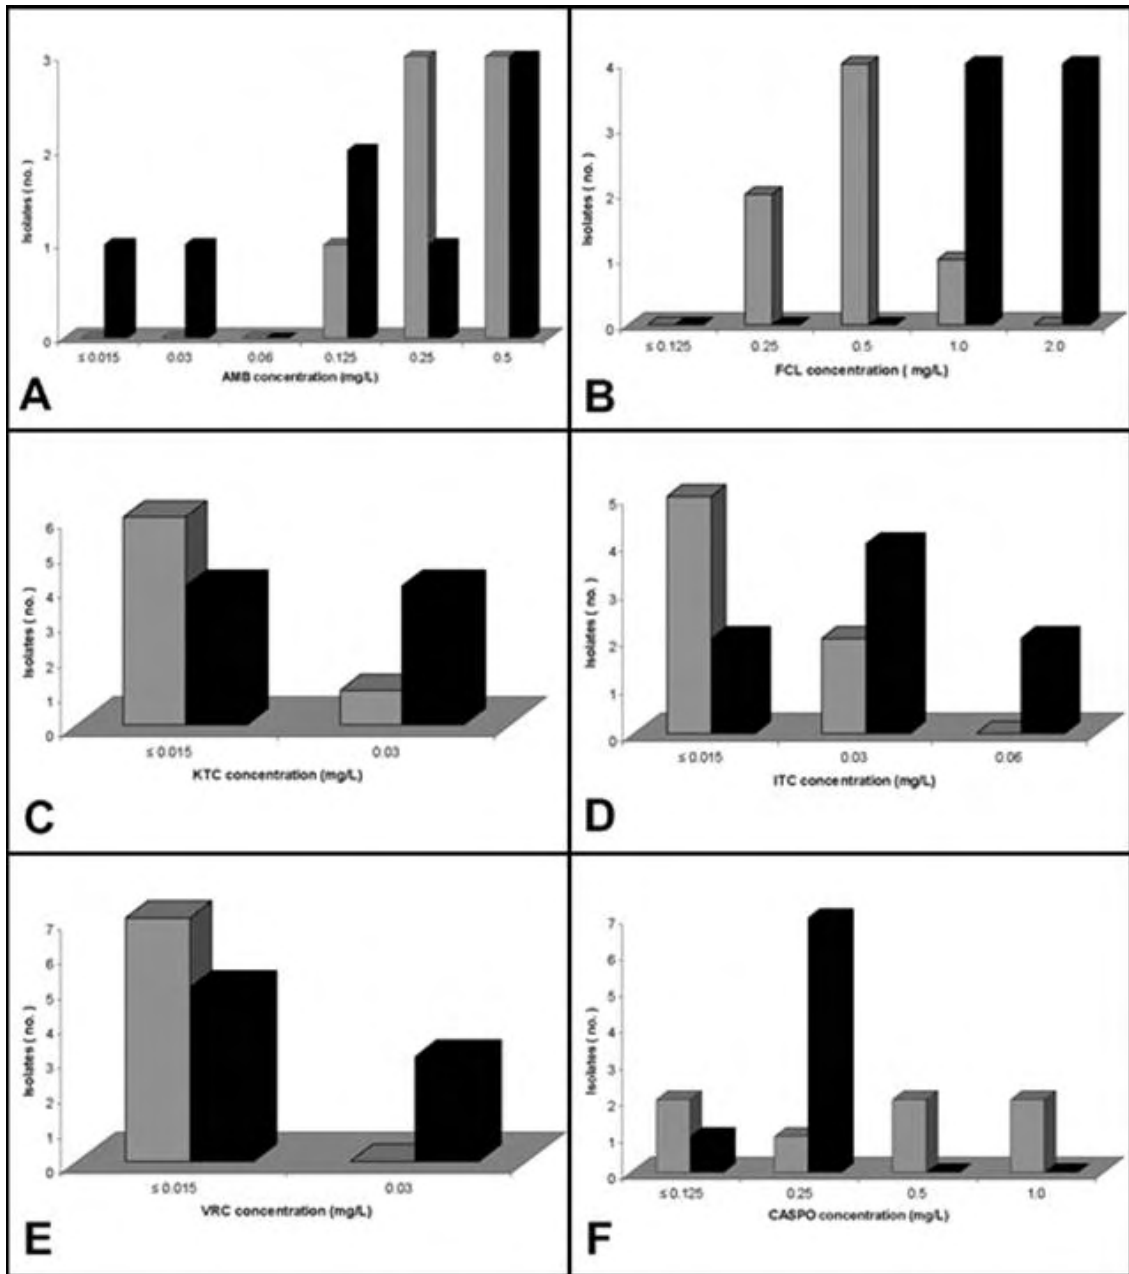 3
2
1
0
Isolates ( no. )
≤ 0.015 0.03 0.06 0.125 0.25 0.5
AMB concentration (mg/L)
A
4
3
2
1
0
Isolates ( no. )
≤ 0.125 0.25 0.5 1.0 2.0
FCL concentration ( mg/L)
B
6
5
4
3
2
1
0
Isolates ( no. )
≤ 0.015 0.03
KTC concentration (mg/L)
C
5
4
3
2
1
0
Isolates ( no. )
≤ 0.015 0.03 0.06
ITC concentration (mg/L)
D
7
6
5
4
3
2
1
0
Isolates ( no. )
≤ 0.015 0.03
VRC concentration (mg/L)
E
7
6
5
4
3
2
1
0
Isolates ( no. )
≤ 0.125 0.25 0.5 1.0
CASPO concentration (mg/L)
F